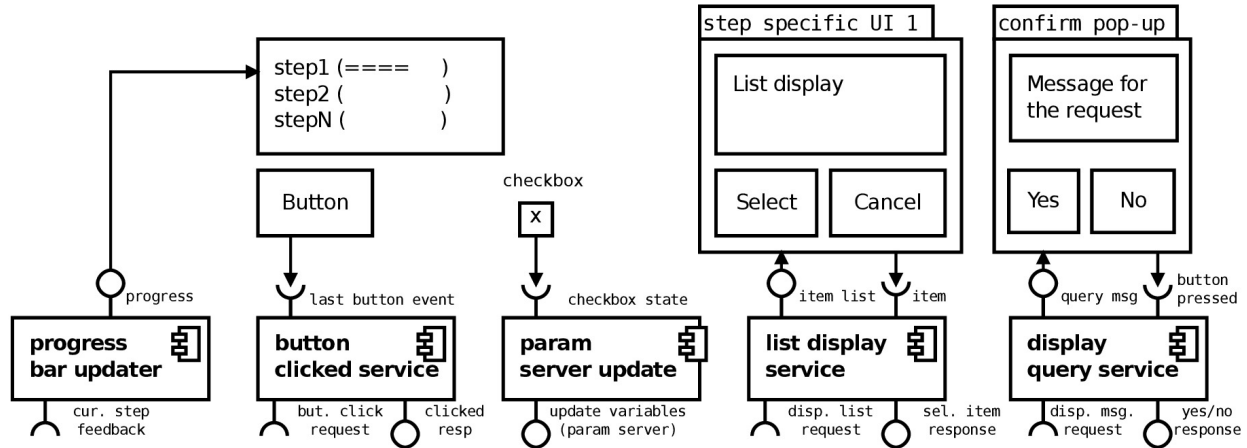 step specific UI 1
confirm pop-up
step1 (====   )
step2 (        )
stepN (        )
List display
Message for
the request
Button
checkbox
x
Select
Cancel
Yes
No
progress
last button event
checkbox state
item list
item
query msg
button
pressed
progress
bar updater
button
clicked service
param
server update
list display
service
display
query service
cur. step
feedback
but. click
request
clicked
resp
update variables
(param server)
disp. list
request
sel. item
response
disp. msg.
request
yes/no
response